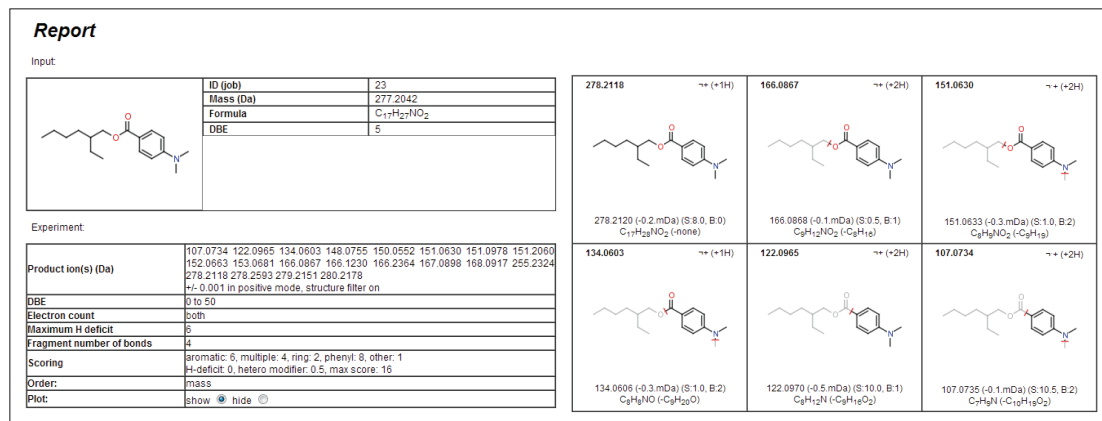 Report
Input:
ID (job) 23
Mass (Da) 277.2042
Formula C17H27NO2
DBE 5
Experiment:
Product ion(s) (Da) 107.0734 122.0965 134.0603 148.0755 150.0552 151.0630 151.0978 151.2060
152.0663 153.0681 166.0867 166.1230 166.2364 167.0898 168.0917 255.2324
278.2118 278.2593 279.2151 280.2178
+/- 0.001 in positive mode, structure filter on
DBE 0 to 50
Electron count both
Maximum H deficit 6
Fragment number of bonds 4
Scoring aromatic: 6, multiple: 4, ring: 2, phenyl: 8, other: 1
H-deficit: 0, hetero modifier: 0.5, max score: 16
Order: mass
Plot: show hide
278.2118 ¬+ (+1H)
278.2120 (-0.2.mDa) (S:8.0, B:0)
C17H28NO2 (-none)
166.0867 ¬+ (+2H)
166.0868 (-0.1.mDa) (S:0.5, B:1)
C9H12NO2 (-C8H16)
151.0630 ¬+ (+2H)
151.0633 (-0.3.mDa) (S:1.0, B:2)
C8H9NO2 (-C9H19)
134.0603 ¬+ (+1H)
134.0606 (-0.3.mDa) (S:1.0, B:2)
C8H8NO (-C9H20O)
122.0965 ¬+ (+2H)
122.0970 (-0.5.mDa) (S:10.0, B:1)
C8H12N (-C9H16O2)
107.0734 ¬+ (+2H)
107.0735 (-0.1.mDa) (S:10.5, B:2)
C7H9N (-C10H19O2)